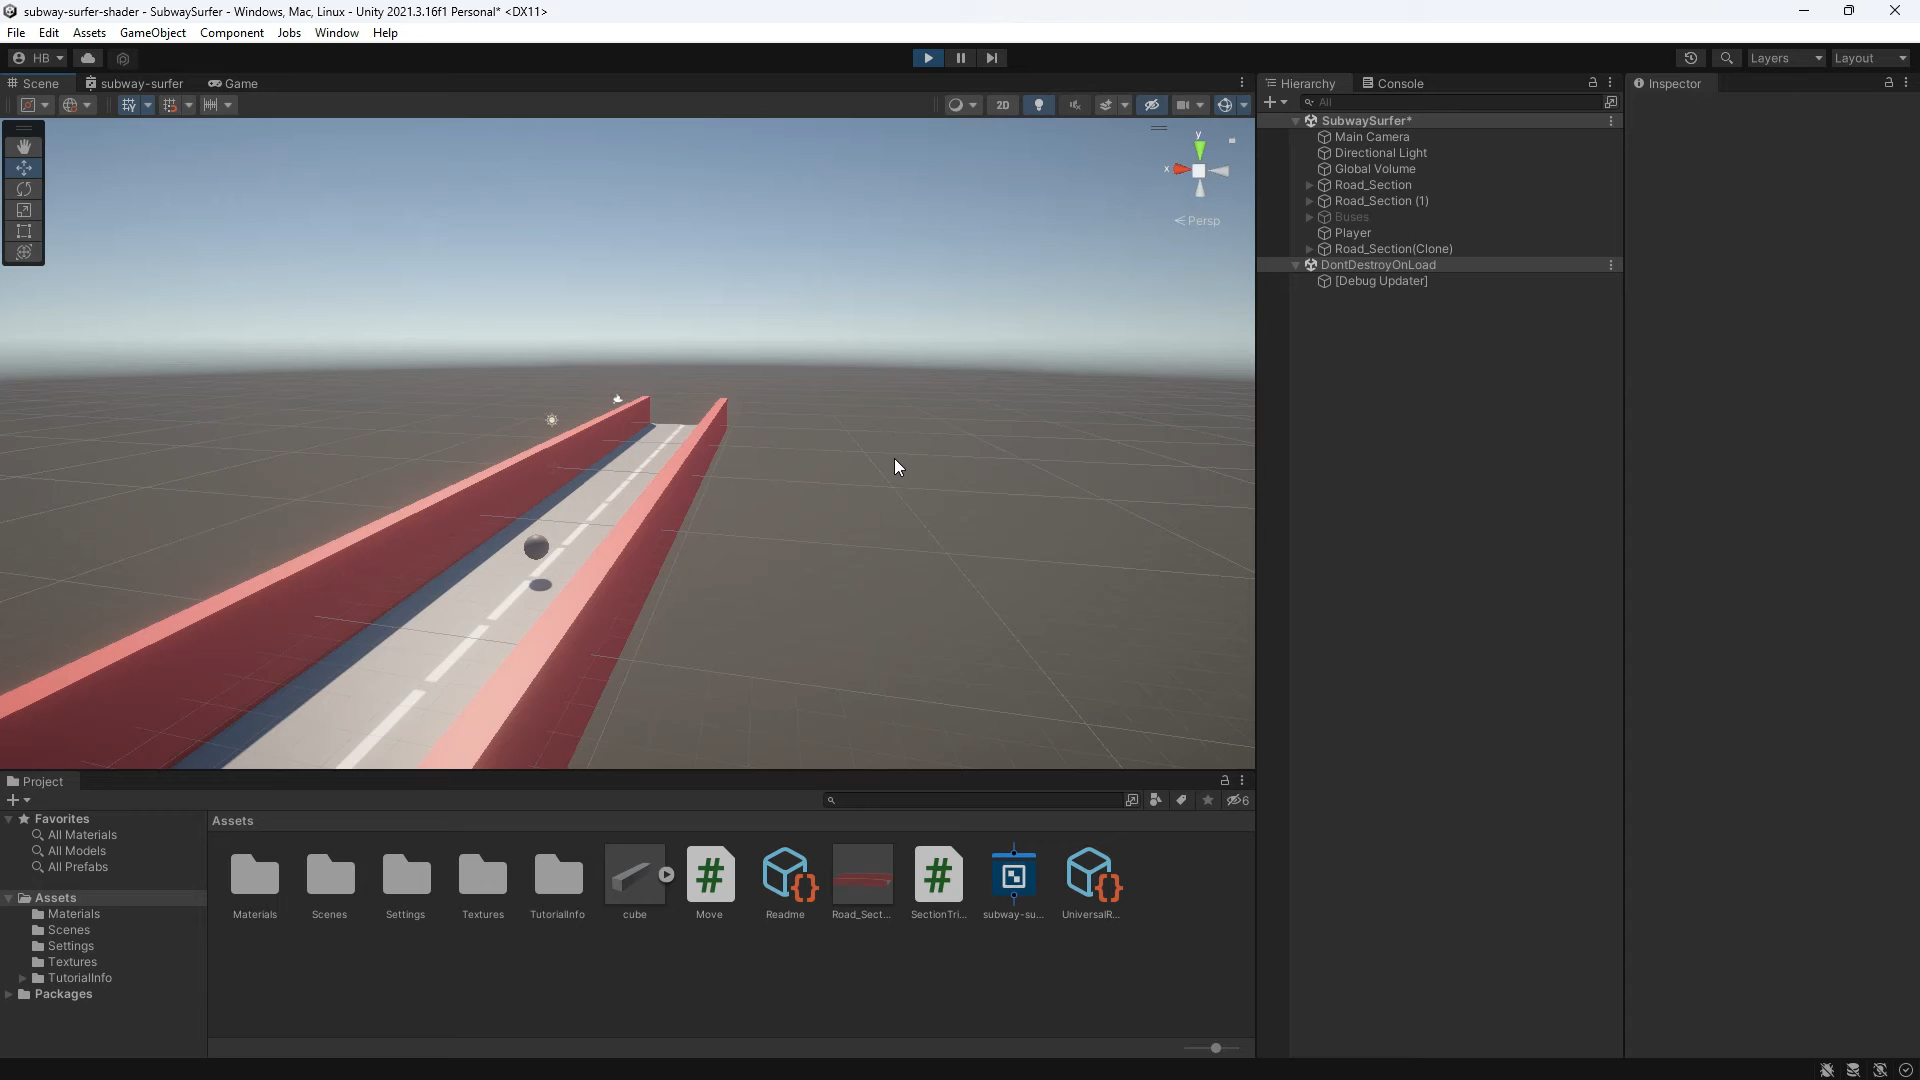 subway-surfer-shader - SubwaySurfer - Windows, Mac, Linux - Unity 2021.3.16f1 Personal* <DX11>
File Edit Assets GameObject Component Jobs Window Help
HB
Layers Layout
Scene subway-surfer Game
2D
y
x
Persp
Hierarchy Console
All
SubwaySurfer*
Main Camera
Directional Light
Global Volume
Road_Section
Road_Section (1)
Buses
Player
Road_Section(Clone)
DontDestroyOnLoad
[Debug Updater]
Inspector
Project
6
Favorites
All Materials
All Models
All Prefabs
Assets
Materials
Scenes
Settings
Textures
TutorialInfo
Packages
Assets
Materials Scenes Settings Textures TutorialInfo cube Move Readme Road_Sect... SectionTri... subway-su... UniversalR...